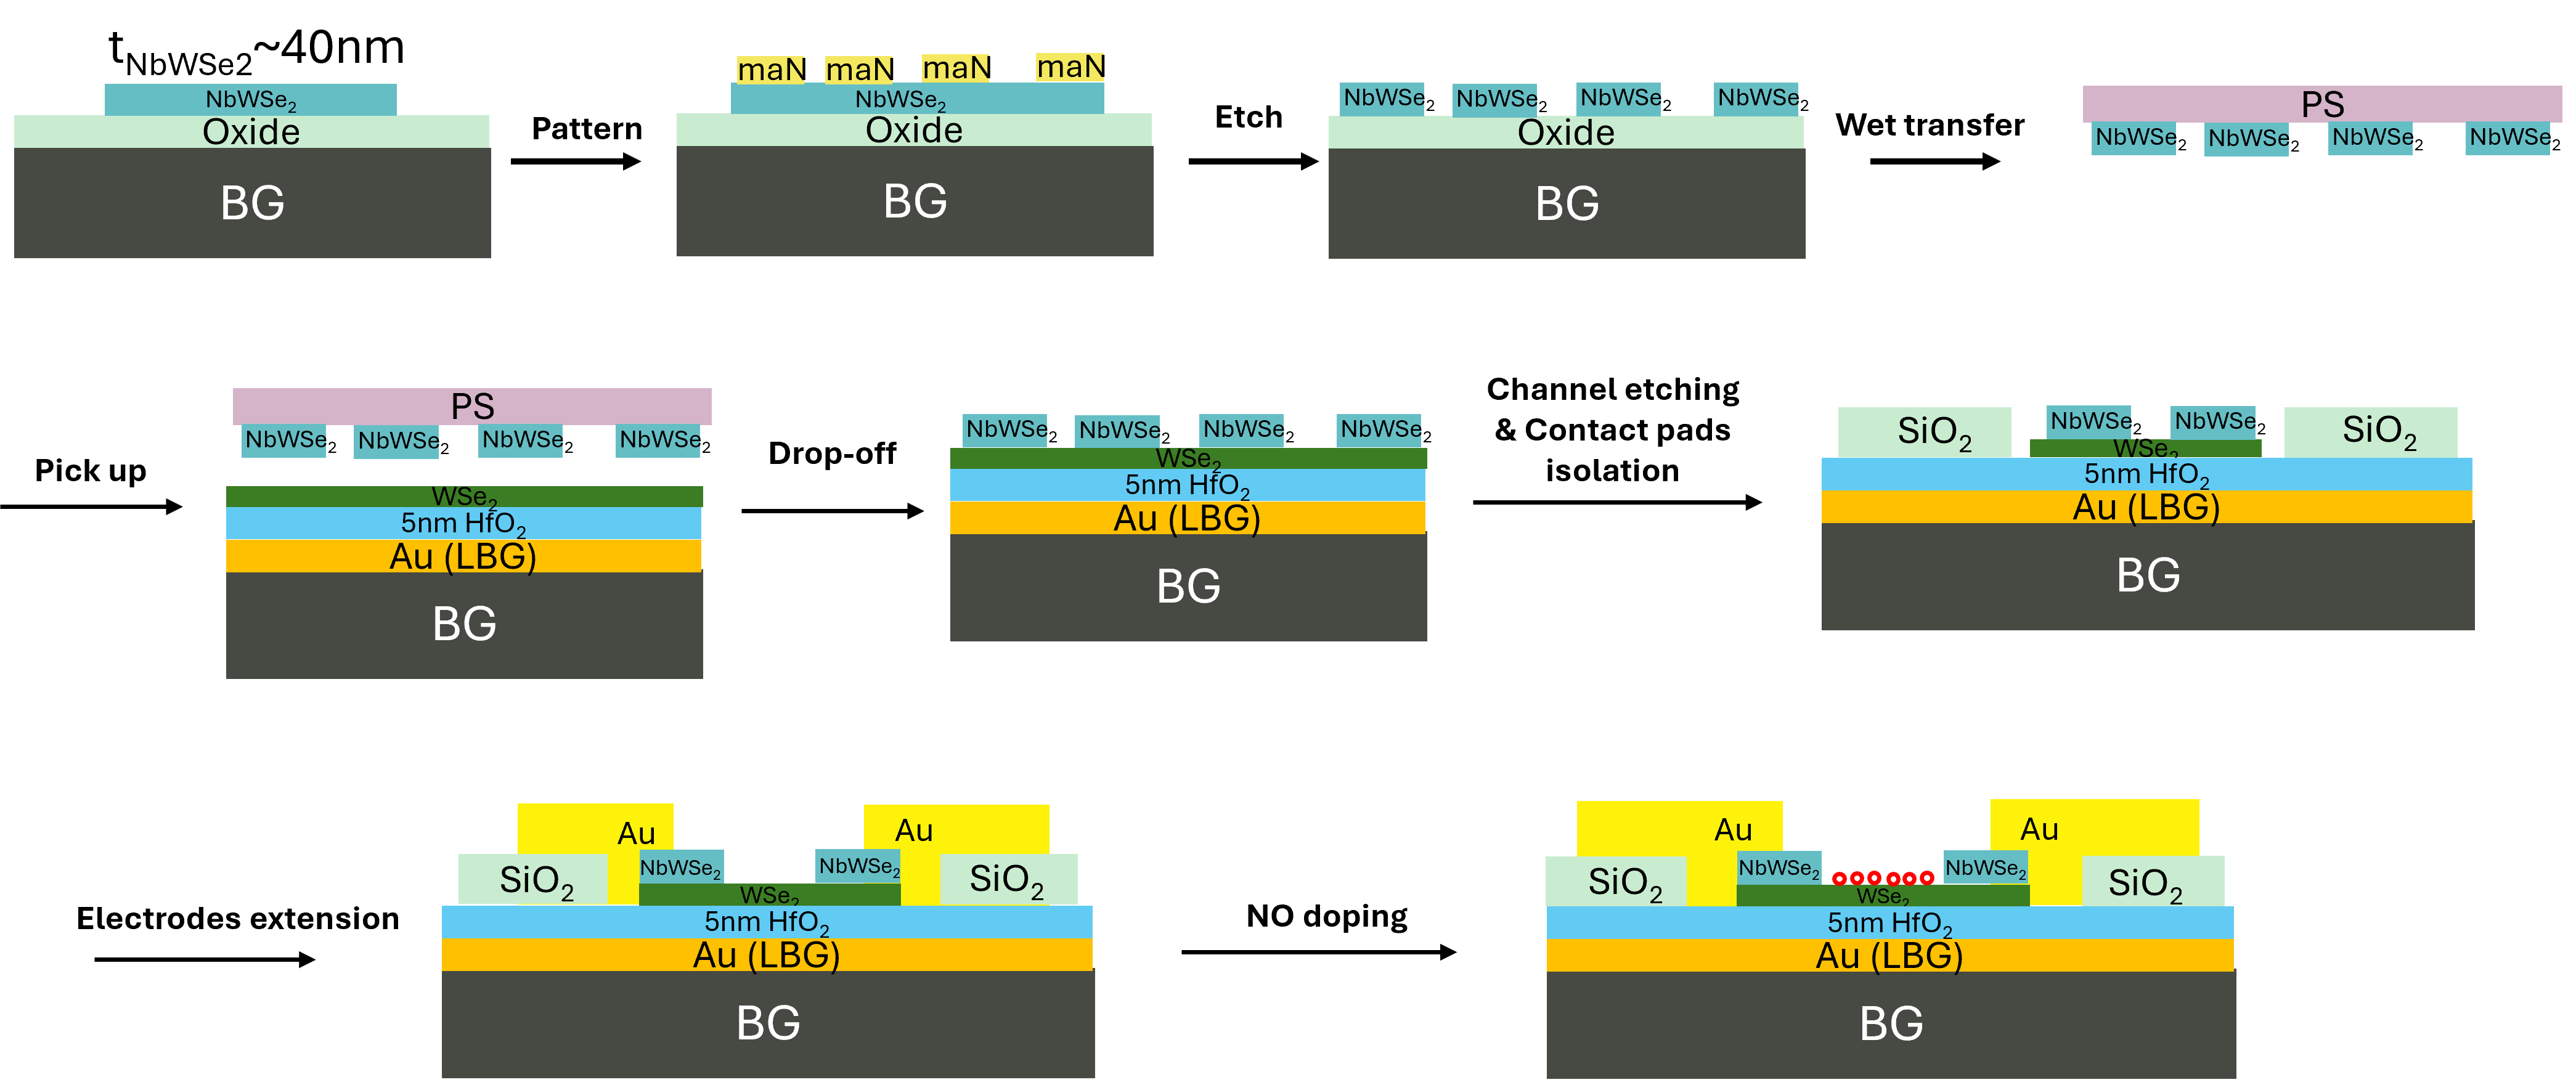 tNbWSe2~40nm
NbWSe2
Oxide
BG
Pattern
maN maN maN maN
NbWSe2
Oxide
BG
Etch
NbWSe2 NbWSe2 NbWSe2 NbWSe2
Oxide
BG
Wet transfer
PS
NbWSe2 NbWSe2 NbWSe2 NbWSe2
Pick up
PS
NbWSe2 NbWSe2 NbWSe2 NbWSe2
WSe2
5nm HfO2
Au (LBG)
BG
Drop-off
NbWSe2 NbWSe2 NbWSe2 NbWSe2
WSe2
5nm HfO2
Au (LBG)
BG
Channel etching
& Contact pads
isolation
SiO2 NbWSe2 NbWSe2 SiO2
WSe2
5nm HfO2
Au (LBG)
BG
Electrodes extension
Au Au
SiO2 NbWSe2 NbWSe2 SiO2
WSe2
5nm HfO2
Au (LBG)
BG
NO doping
Au Au
SiO2 NbWSe2 NbWSe2 SiO2
WSe2
5nm HfO2
Au (LBG)
BG